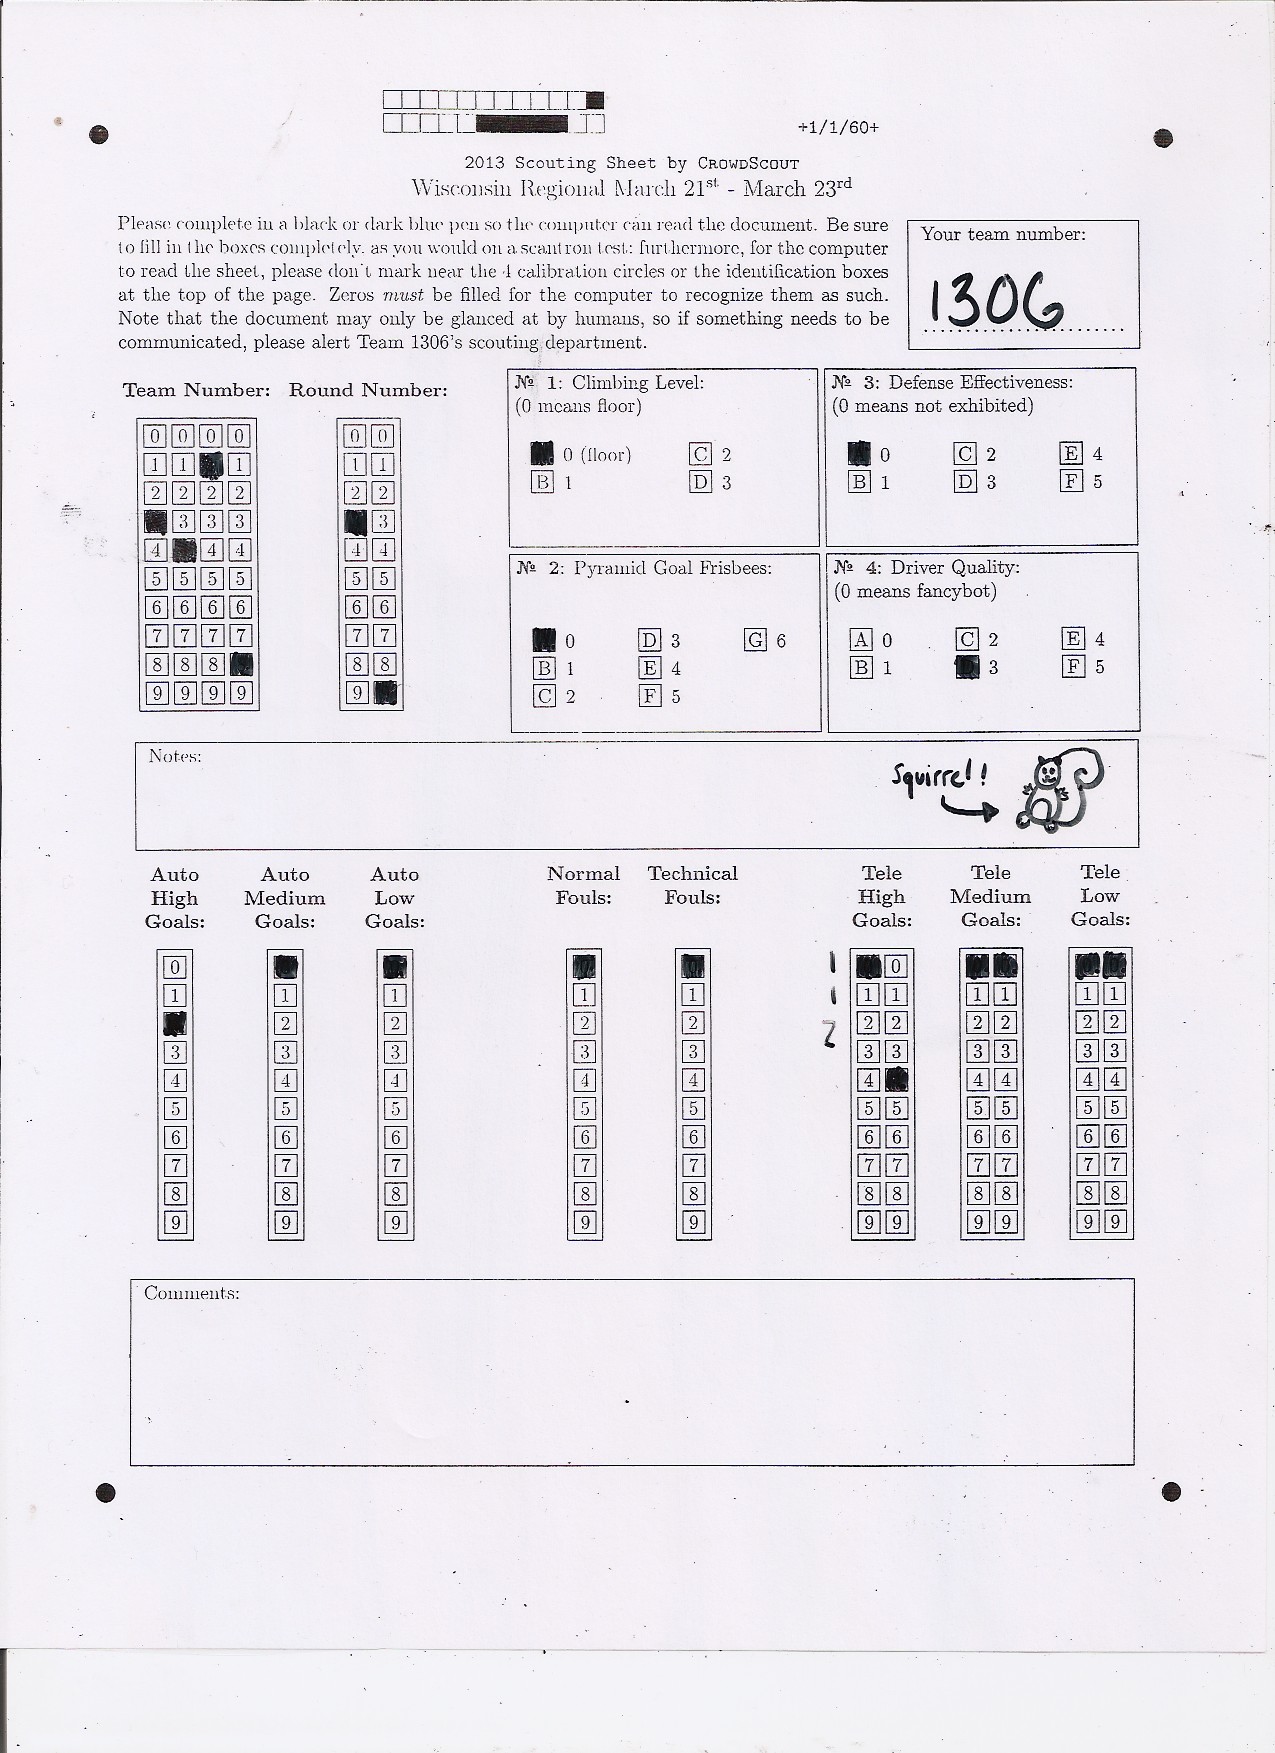 +1/1/60+
2013 Scouting Sheet by CROWDSCOUT
Wisconsin Regional March 21st - March 23rd
Please complete in a black or dark blue pen so the computer can read the document. Be sure
to fill in the boxes completely, as you would on a scantron test; furthermore, for the computer
to read the sheet, please don't mark near the 4 calibration circles or the identification boxes
at the top of the page. Zeros must be filled for the computer to recognize them as such.
Note that the document may only be glanced at by humans, so if something needs to be
communicated, please alert Team 1306's scouting department.
Your team number:
1306
Team Number: Round Number:
0 0 0 0 0 0
1 1 1 1 1
2 2 2 2 2 2
3 3 3 3
4 4 4 4 4
5 5 5 5 5 5
6 6 6 6 6 6
7 7 7 7 7 7
8 8 8 8 8
9 9 9 9 9
№ 1: Climbing Level:
(0 means floor)
0 (floor) C 2
B 1 D 3
№ 3: Defense Effectiveness:
(0 means not exhibited)
0 C 2 E 4
B 1 D 3 F 5
№ 2: Pyramid Goal Frisbees:
0 D 3 G 6
B 1 E 4
C 2 F 5
№ 4: Driver Quality:
(0 means fancybot)
A 0 C 2 E 4
B 1 3 F 5
Notes:
Squirrel!
Auto High Goals:
Auto Medium Goals:
Auto Low Goals:
Normal Fouls:
Technical Fouls:
Tele High Goals:
Tele Medium Goals:
Tele Low Goals:
0 1 0
1 1 1 1 1 1 1 1 1 1 1 1
2 2 2 2 2 2 2 2 2 2 2
3 3 3 3 3 3 3 3 3 3 3
4 4 4 4 4 4 4 4 4 4
5 5 5 5 5 5 5 5 5 5 5
6 6 6 6 6 6 6 6 6 6 6
7 7 7 7 7 7 7 7 7 7 7
8 8 8 8 8 8 8 8 8 8 8
9 9 9 9 9 9 9 9 9 9 9
Comments: